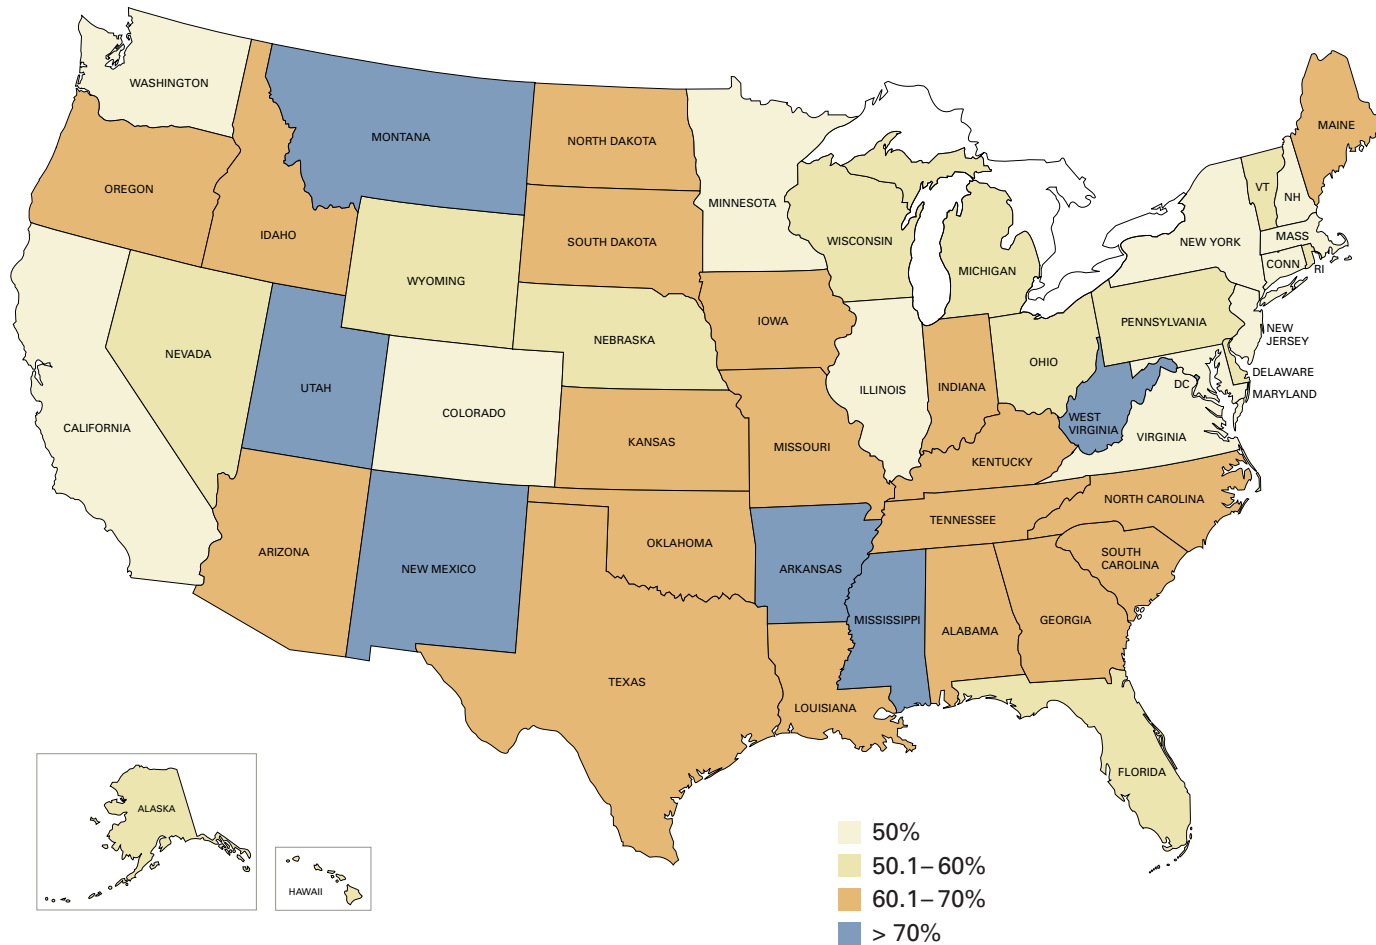 WASHINGTON
MONTANA
NORTH DAKOTA
MAINE
OREGON
IDAHO
MINNESOTA
VT
NH
SOUTH DAKOTA
WISCONSIN
MICHIGAN
NEW YORK
MASS
CONN
RI
WYOMING
IOWA
PENNSYLVANIA
NEW
JERSEY
NEVADA
NEBRASKA
OHIO
UTAH
ILLINOIS
INDIANA
DC
DELAWARE
MARYLAND
COLORADO
CALIFORNIA
KANSAS
MISSOURI
WEST
VIRGINIA
VIRGINIA
KENTUCKY
NORTH CAROLINA
TENNESSEE
ARIZONA
NEW MEXICO
OKLAHOMA
ARKANSAS
SOUTH
CAROLINA
MISSISSIPPI
ALABAMA
GEORGIA
TEXAS
LOUISIANA
FLORIDA
ALASKA
HAWAII
50%
50.1–60%
60.1–70%
> 70%